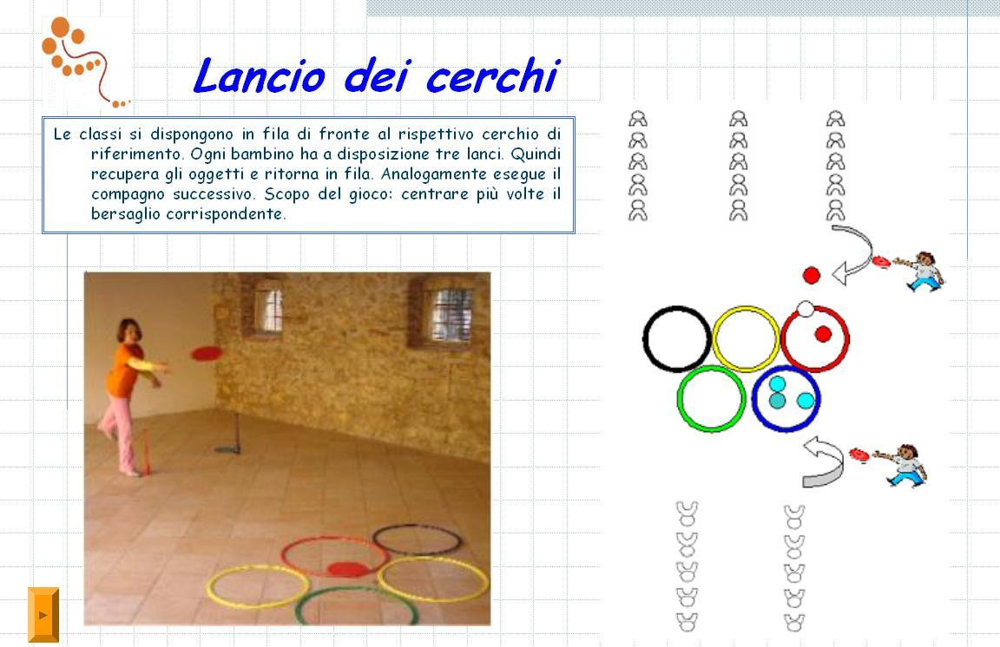 Lancio dei cerchi
Le classi si dispongono in fila di fronte al rispettivo cerchio di
riferimento. Ogni bambino ha a disposizione tre lanci. Quindi
recupera gli oggetti e ritorna in fila. Analogamente esegue il
compagno successivo. Scopo del gioco: centrare più volte il
bersaglio corrispondente.